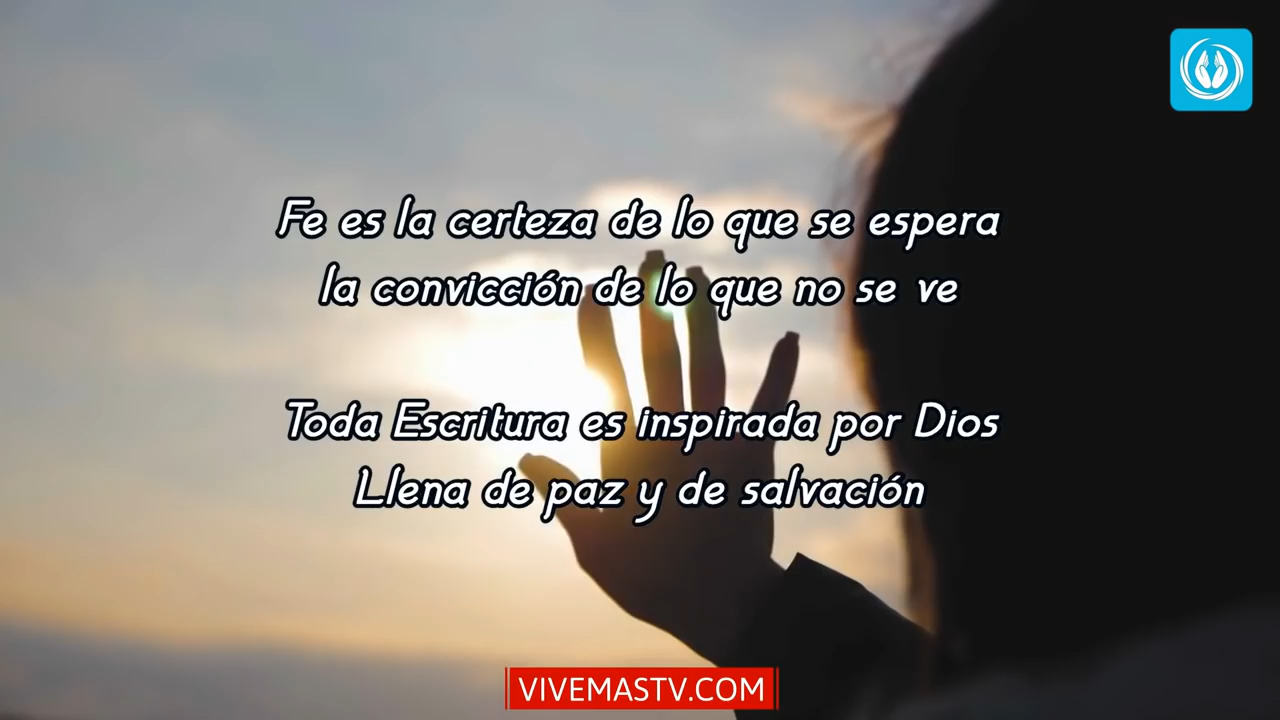 Fe es la certeza de lo que se espera
la convicción de lo que no se ve
Toda Escritura es inspirada por Dios
Llena de paz y de salvación
VIVEMASTV.COM